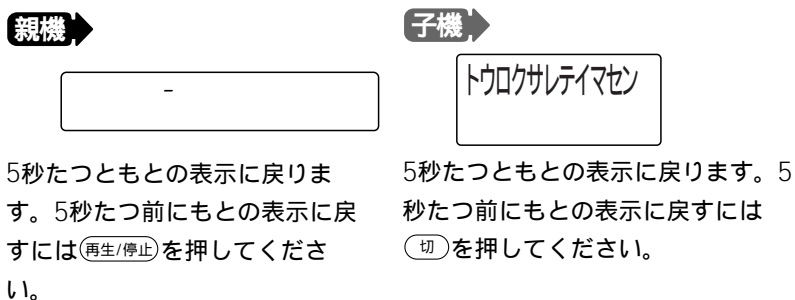 親機
-
5秒たつともとの表示に戻りま
す。5秒たつ前にもとの表示に戻
すには再生/停止を押してくださ
い。
子機
トウロクサレテイマセン
5秒たつともとの表示に戻ります。5
秒たつ前にもとの表示に戻すには
切を押してください。